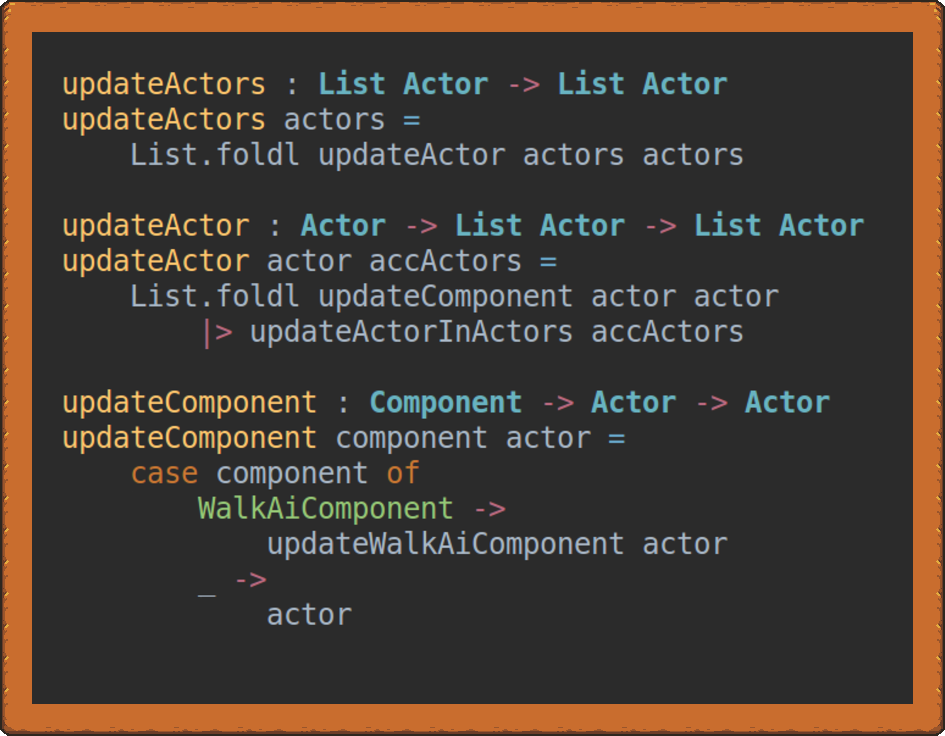 updateActors : List Actor -> List Actor
updateActors actors =
    List.foldl updateActor actors actors

updateActor : Actor -> List Actor -> List Actor
updateActor actor accActors =
    List.foldl updateComponent actor actor
        |> updateActorInActors accActors

updateComponent : Component -> Actor -> Actor
updateComponent component actor =
    case component of
        WalkAiComponent ->
            updateWalkAiComponent actor
        _ ->
            actor